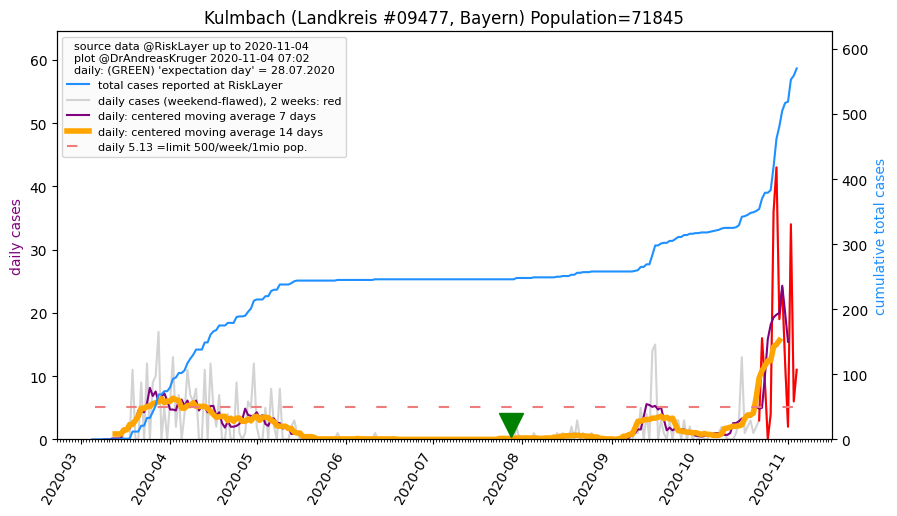 Kulmbach (Landkreis #09477, Bayern) Population=71845
source data @RiskLayer up to 2020-11-04
plot @DrAndreasKruger 2020-11-04 07:02
daily: (GREEN) 'expectation day' = 28.07.2020
total cases reported at RiskLayer
daily cases (weekend-flawed), 2 weeks: red
daily: centered moving average 7 days
daily: centered moving average 14 days
daily 5.13 =limit 500/week/1mio pop.
daily cases
60
50
40
30
20
10
0
cumulative total cases
600
500
400
300
200
100
0
2020-03
2020-04
2020-05
2020-06
2020-07
2020-08
2020-09
2020-10
2020-11